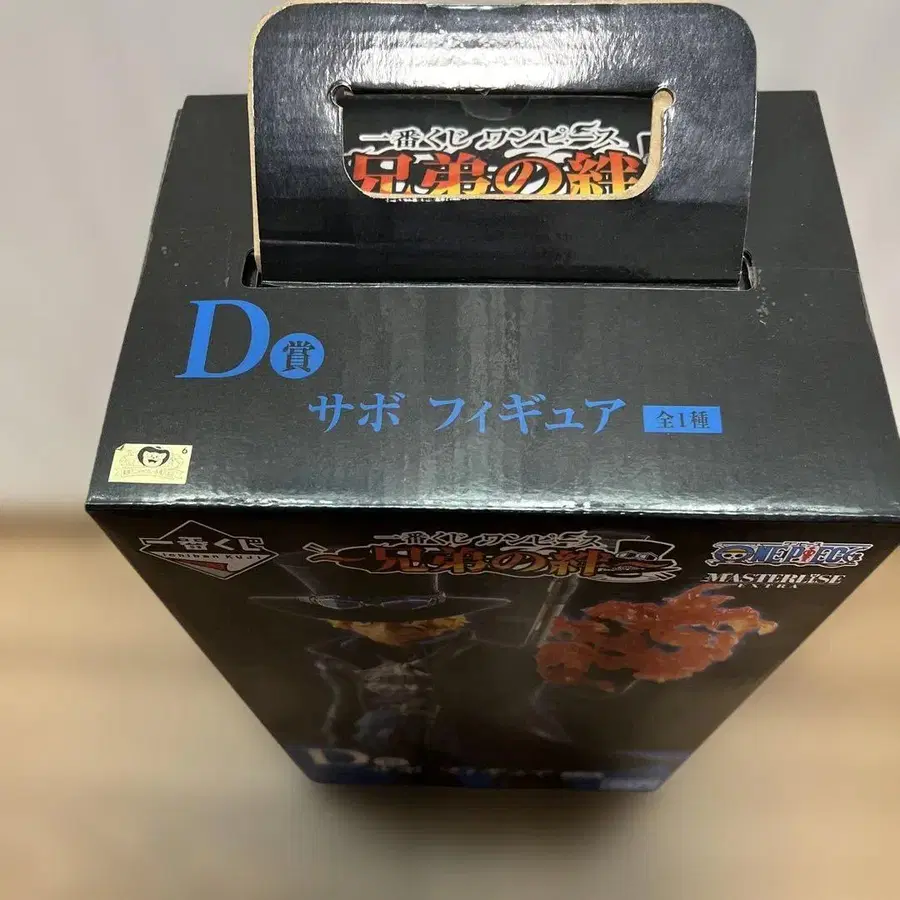 一番くじ ワンピース
兄弟の絆
D賞
サボ フィギュア 全1種
一番くじ
ICHIBAN KUJI
一番くじ ワンピース
兄弟の絆
ONE PIECE
MASTERLISE
EXTRA
D